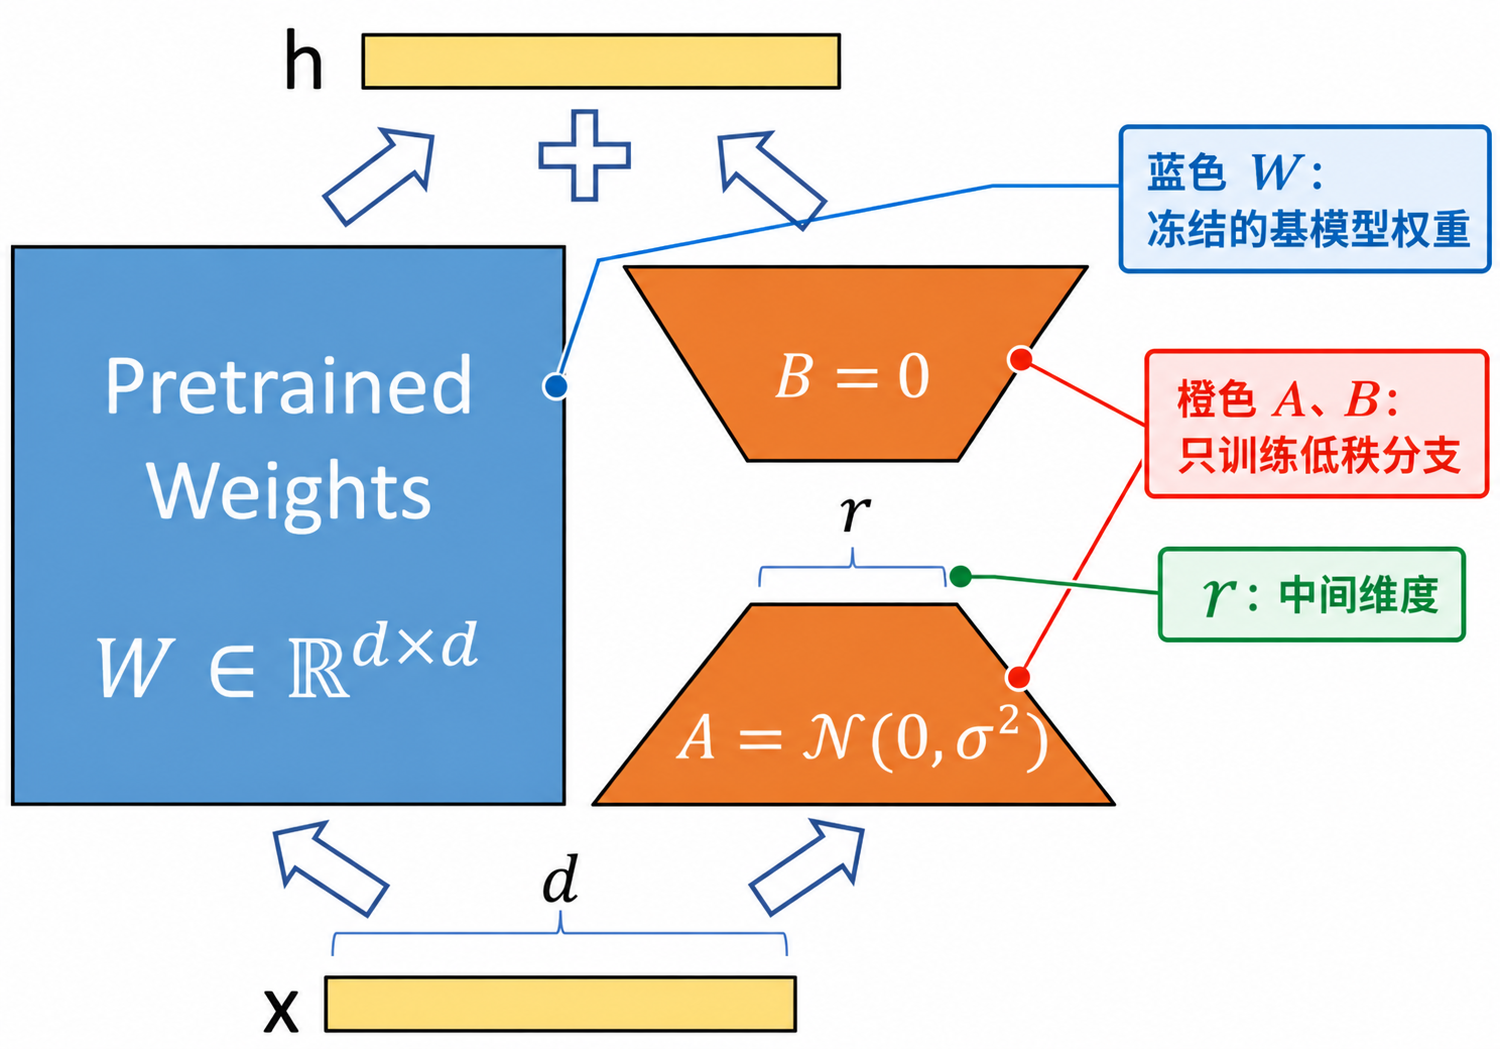 h
蓝色 W：
冻结的基模型权重
Pretrained
Weights
W ∈ ℝ^{d×d}
B = 0
橙色 A、B：
只训练低秩分支
r
r：中间维度
A = 𝒩(0, σ²)
d
x